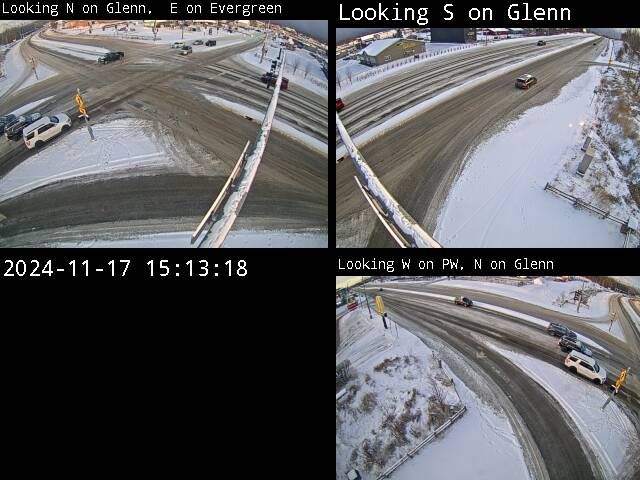 Looking N on Glenn,  E on Evergreen
Looking S on Glenn
2024-11-17 15:13:18
Looking W on PW, N on Glenn